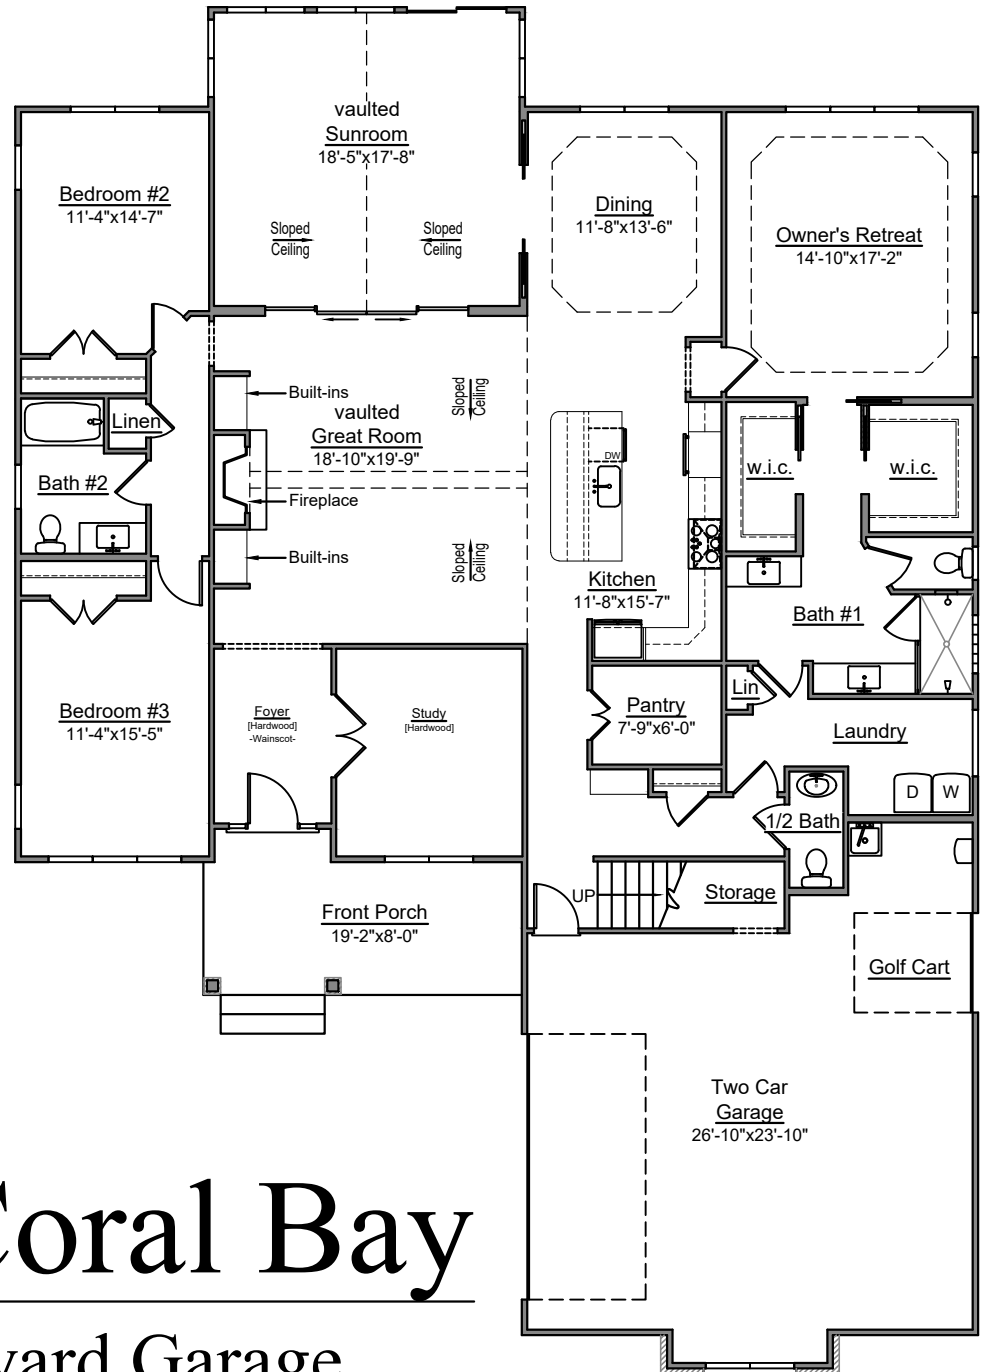 vaulted
Sunroom
18'-5"x17'-8"
Sloped
Ceiling
Sloped
Ceiling
Bedroom #2
11'-4"x14'-7"
Dining
11'-8"x13'-6"
Owner's Retreat
14'-10"x17'-2"
Built-ins
vaulted
Great Room
18'-10"x19'-9"
Sloped
Ceiling
Fireplace
Built-ins
Sloped
Ceiling
Linen
Bath #2
DW
w.i.c.
w.i.c.
Kitchen
11'-8"x15'-7"
Bath #1
Bedroom #3
11'-4"x15'-5"
Foyer
[Hardwood]
-Wainscot-
Study
[Hardwood]
Pantry
7'-9"x6'-0"
Lin
Laundry
D
W
1/2 Bath
UP
Storage
Front Porch
19'-2"x8'-0"
Golf Cart
Two Car
Garage
26'-10"x23'-10"
Coral Bay
Garage